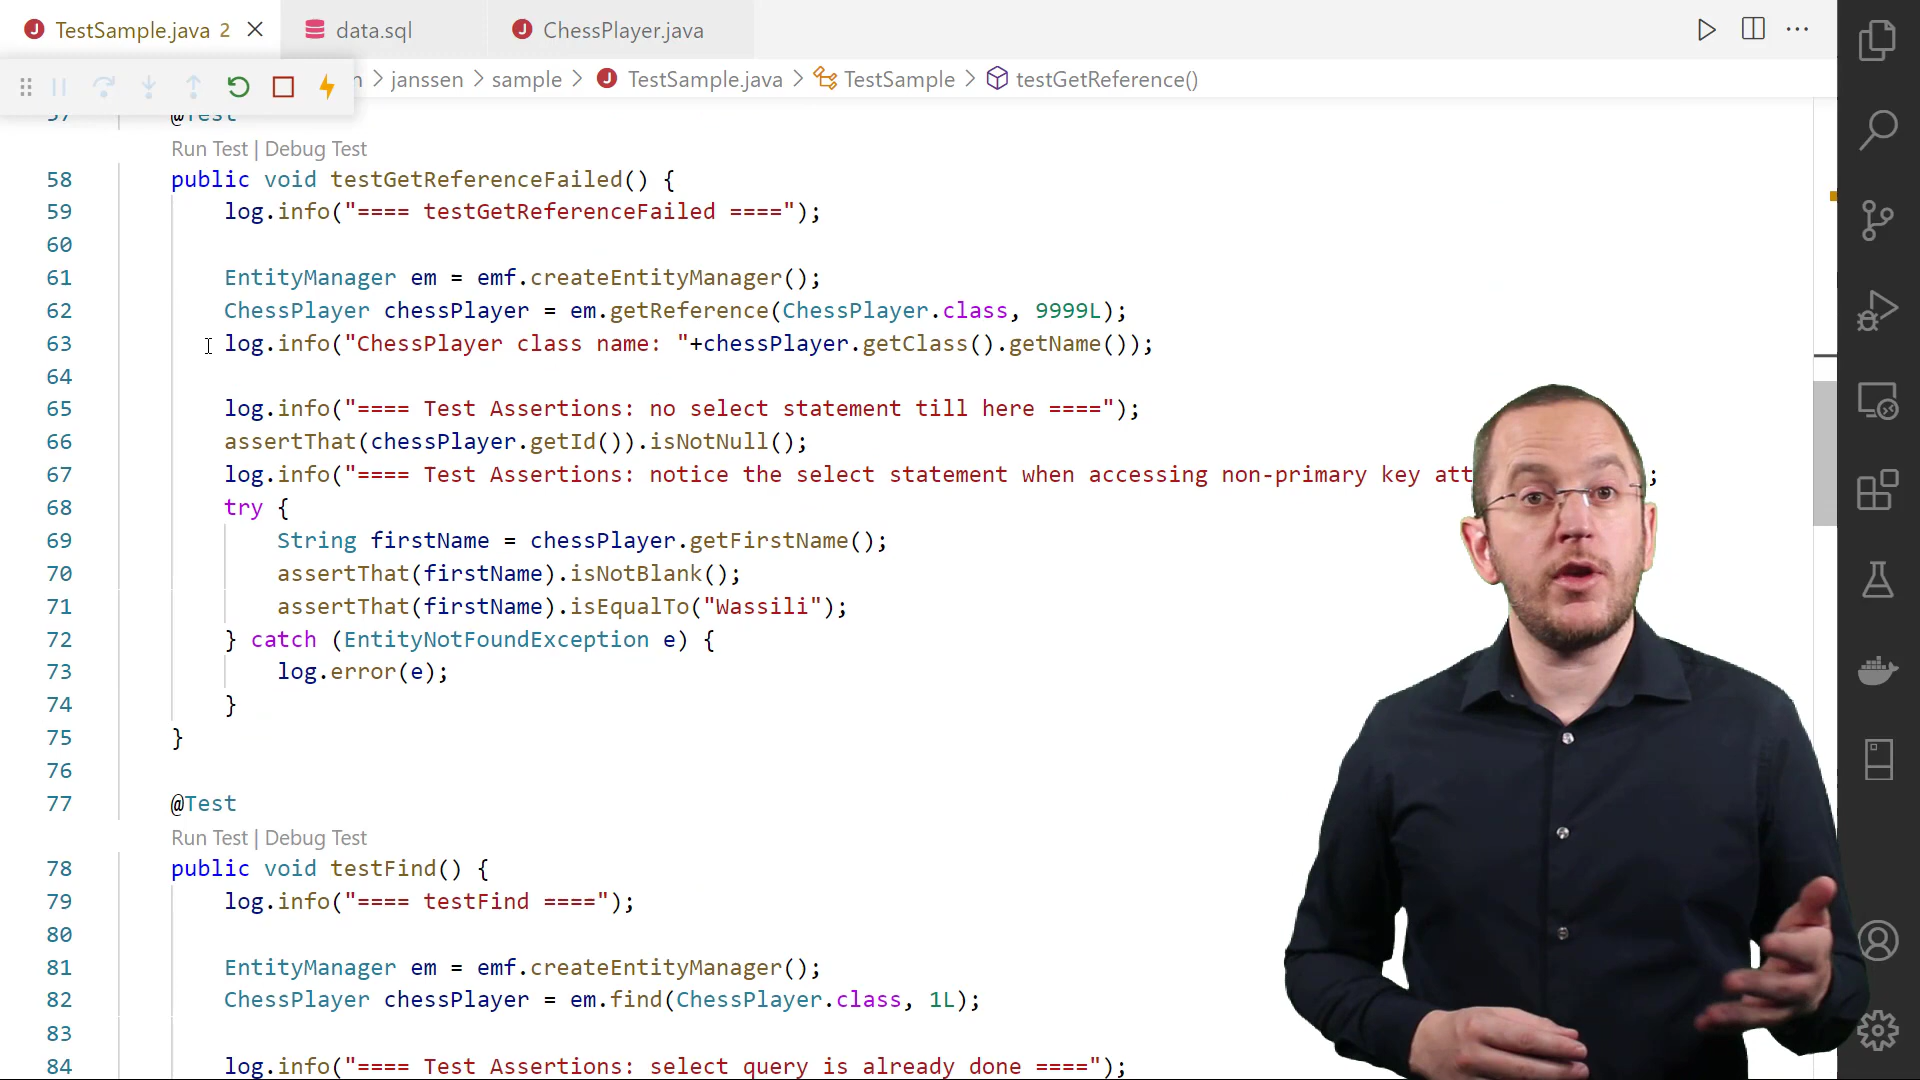 TestSample.java 2
data.sql
ChessPlayer.java
janssen > sample > TestSample.java > TestSample > testGetReference()
57 @Test
Run Test | Debug Test
58 public void testGetReferenceFailed() {
59 log.info("==== testGetReferenceFailed ====");
60
61 EntityManager em = emf.createEntityManager();
62 ChessPlayer chessPlayer = em.getReference(ChessPlayer.class, 9999L);
63 log.info("ChessPlayer class name: "+chessPlayer.getClass().getName());
64
65 log.info("==== Test Assertions: no select statement till here ====");
66 assertThat(chessPlayer.getId()).isNotNull();
67 log.info("==== Test Assertions: notice the select statement when accessing non-primary key att ;
68 try {
69 String firstName = chessPlayer.getFirstName();
70 assertThat(firstName).isNotBlank();
71 assertThat(firstName).isEqualTo("Wassili");
72 } catch (EntityNotFoundException e) {
73 log.error(e);
74 }
75 }
76
77 @Test
Run Test | Debug Test
78 public void testFind() {
79 log.info("==== testFind ====");
80
81 EntityManager em = emf.createEntityManager();
82 ChessPlayer chessPlayer = em.find(ChessPlayer.class, 1L);
83
84 log.info("==== Test Assertions: select query is already done ====");